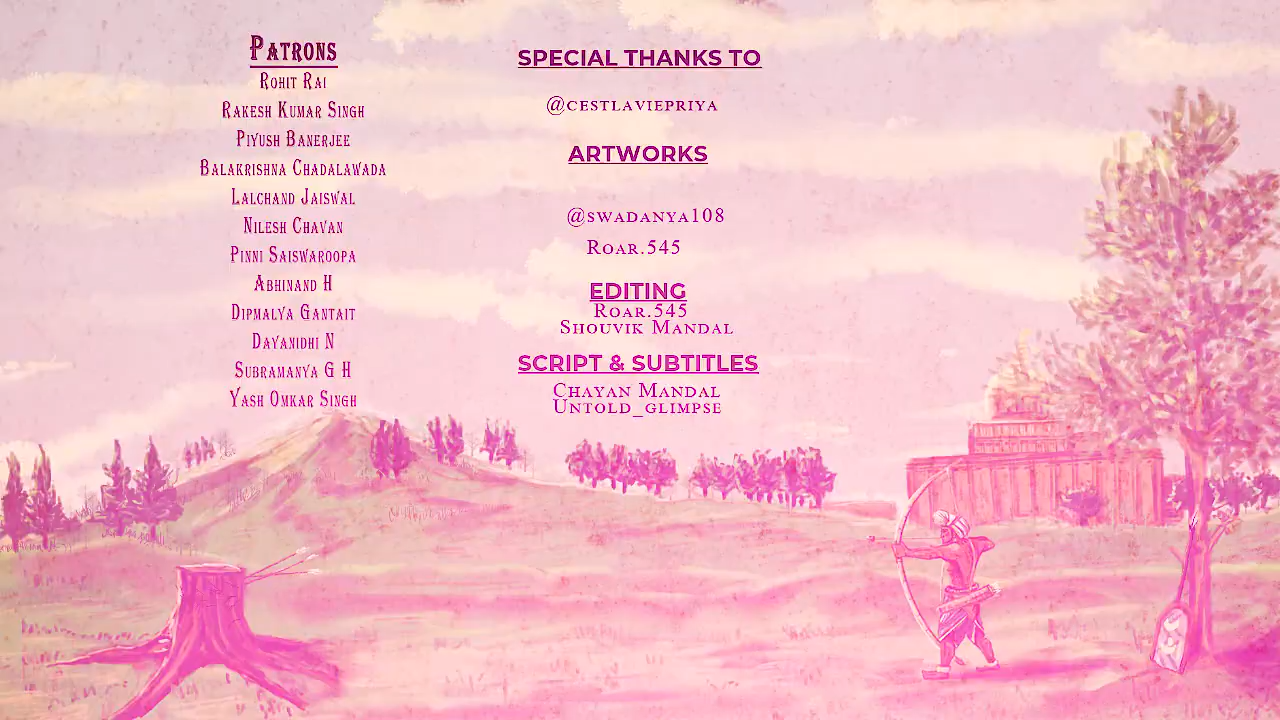 Patrons
Rohit Rai
Rakesh Kumar Singh
Piyush Banerjee
Balakrishna Chadalawada
Lalchand Jaiswal
Nilesh Chavan
Pinni Saiswaroopa
Abhinand H
Dipmalya Gantait
Dayanidhi N
Subramanya G H
Yash Omkar Singh
SPECIAL THANKS TO
@cestlaviepriya
ARTWORKS
@swadanya108
Roar.545
EDITING
Roar.545
Shouvik Mandal
SCRIPT & SUBTITLES
Chayan Mandal
Untold_glimpse